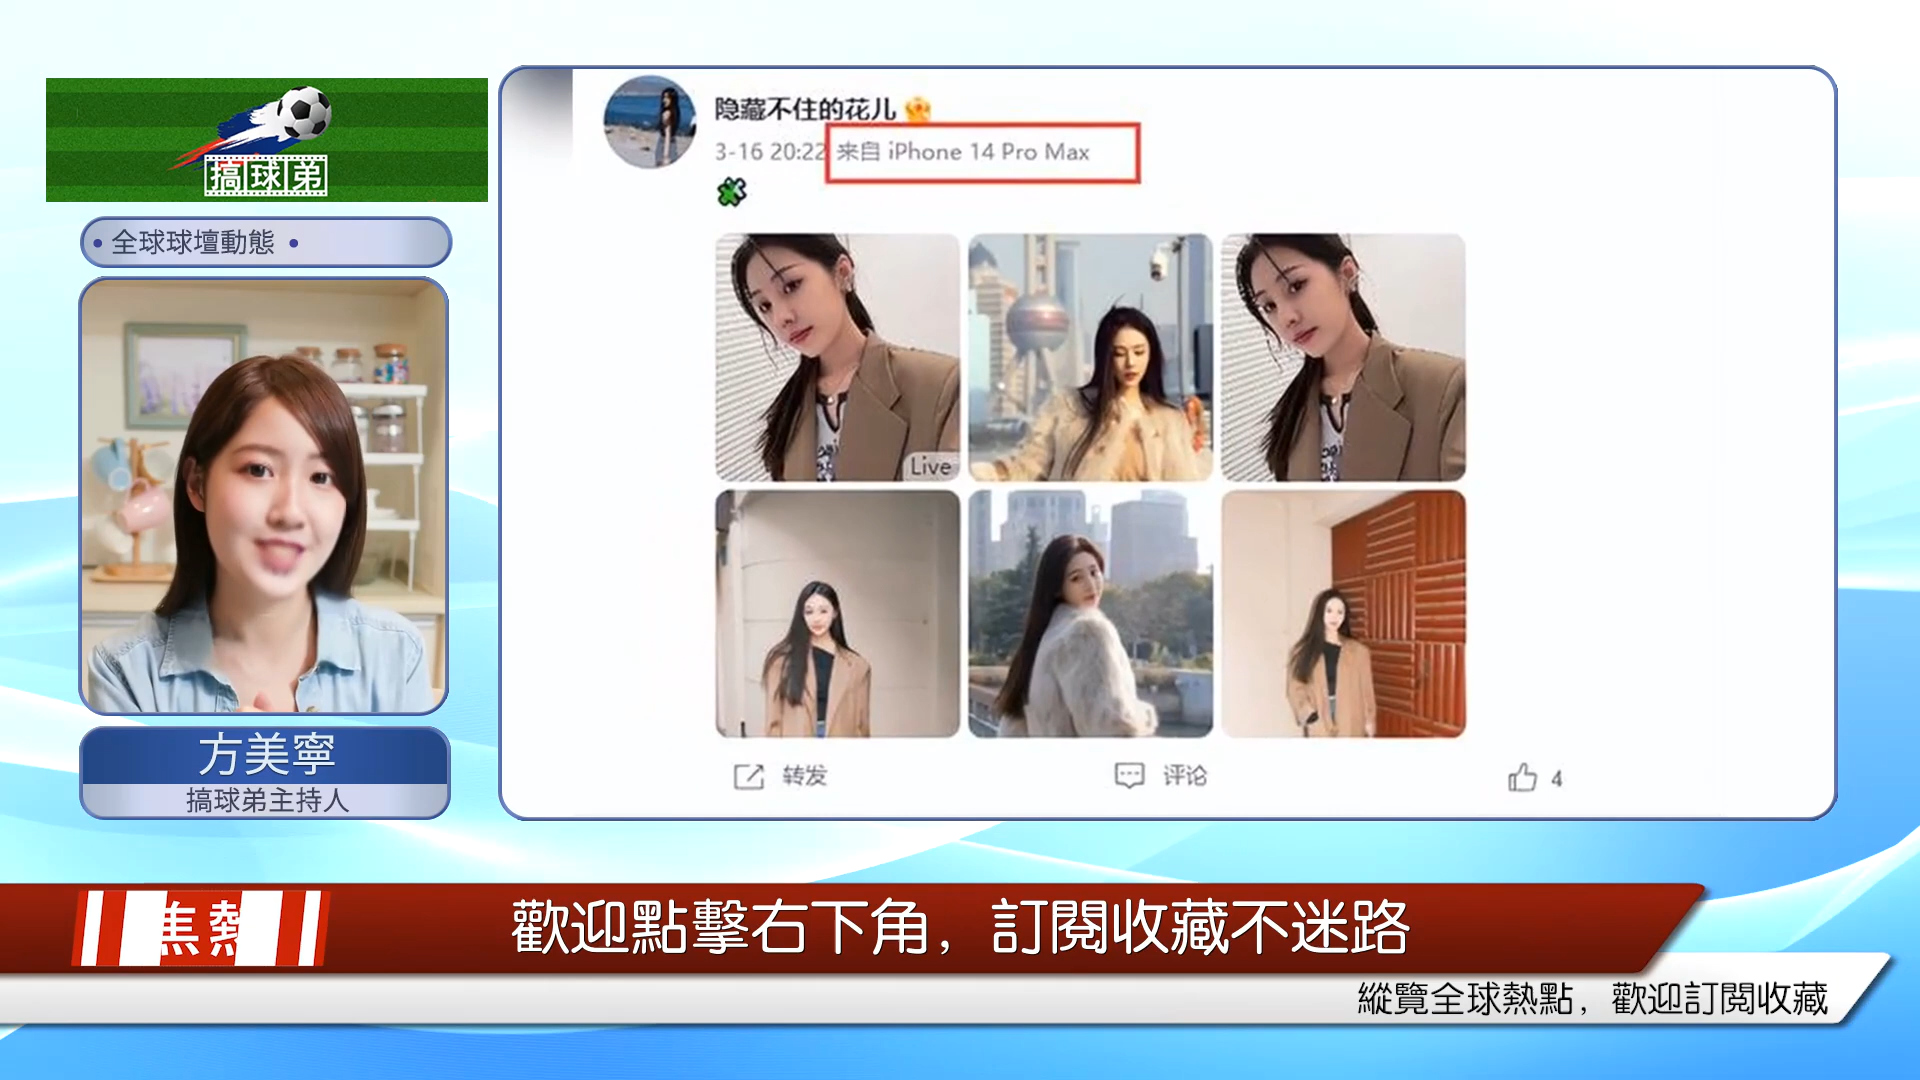 搞球弟
• 全球球壇動態 •
方美寧
搞球弟主持人
隐藏不住的花儿
3-16 20:22 来自 iPhone 14 Pro Max
Live
转发
评论
4
焦熱
歡迎點擊右下角，訂閱收藏不迷路
縱覽全球熱點，歡迎訂閱收藏